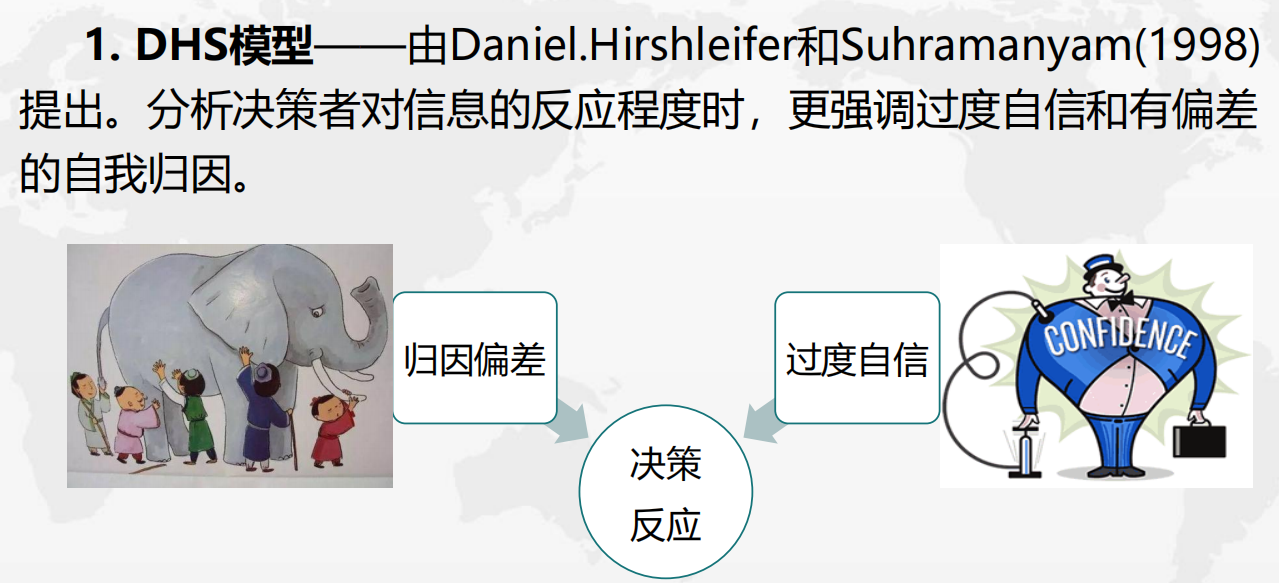 1. DHS模型——由Daniel.Hirshleifer和Suhramanyam(1998)
提出。分析决策者对信息的反应程度时，更强调过度自信和有偏差
的自我归因。
归因偏差
过度自信
CONFIDENCE
决策
反应